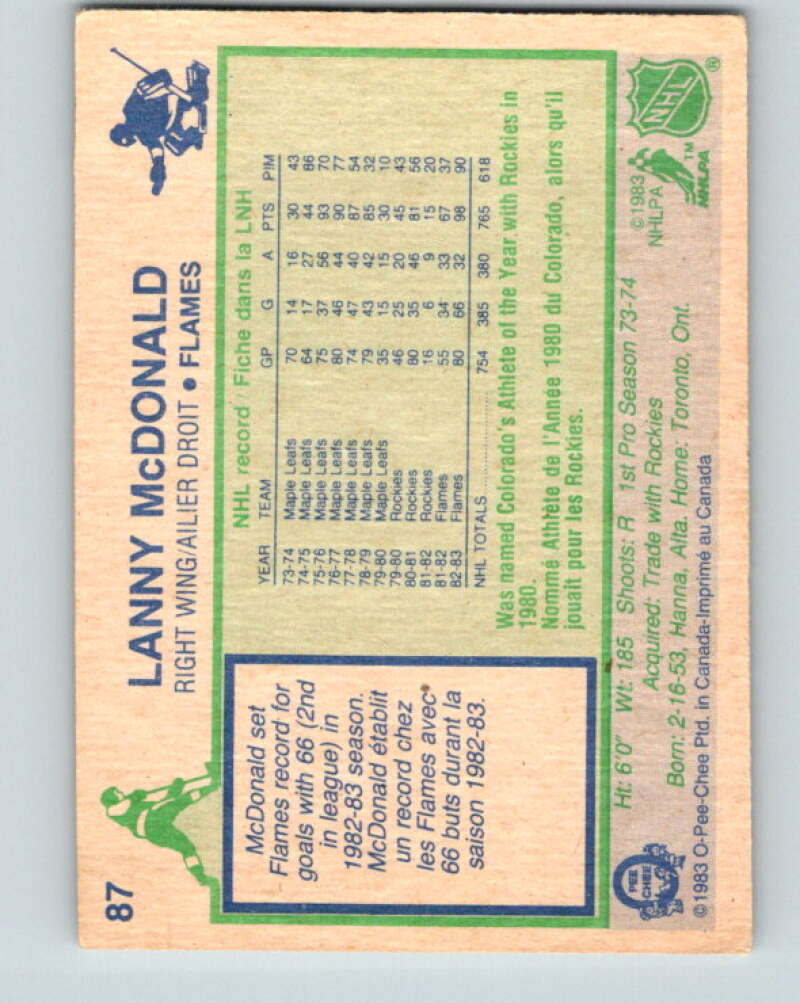 87
LANNY McDONALD
RIGHT WING/AILIER DROIT • FLAMES
McDonald set
Flames record for
goals with 66 (2nd
in league) in
1982-83 season.
McDonald établit
un record chez
les Flames avec
66 buts durant la
saison 1982-83.
NHL record / Fiche dans la LNH
YEAR TEAM GP G A PTS PIM
73-74 Maple Leafs 70 14 16 30 43
74-75 Maple Leafs 64 17 27 44 86
75-76 Maple Leafs 75 37 56 93 70
76-77 Maple Leafs 80 46 44 90 77
77-78 Maple Leafs 74 47 40 87 54
78-79 Maple Leafs 79 43 42 85 32
79-80 Maple Leafs 35 15 15 30 10
79-80 Rockies 46 25 20 45 43
80-81 Rockies 80 35 46 81 56
81-82 Rockies 16 6 9 15 20
81-82 Flames 55 34 33 67 37
82-83 Flames 80 66 32 98 90
NHL TOTALS 754 385 380 765 618
Was named Colorado's Athlete of the Year with Rockies in
1980.
Nommé Athlète de l'Année 1980 du Colorado, alors qu'il
jouait pour les Rockies.
Ht: 6'0" Wt: 185 Shoots: R 1st Pro Season 73-74
Acquired: Trade with Rockies
Born: 2-16-53, Hanna, Alta. Home: Toronto, Ont.
© 1983 O-Pee-Chee Ptd. in Canada-Imprimé au Canada
PEE
CHEE
© 1983
NHLPA
TM
NHLPA
NHL
®